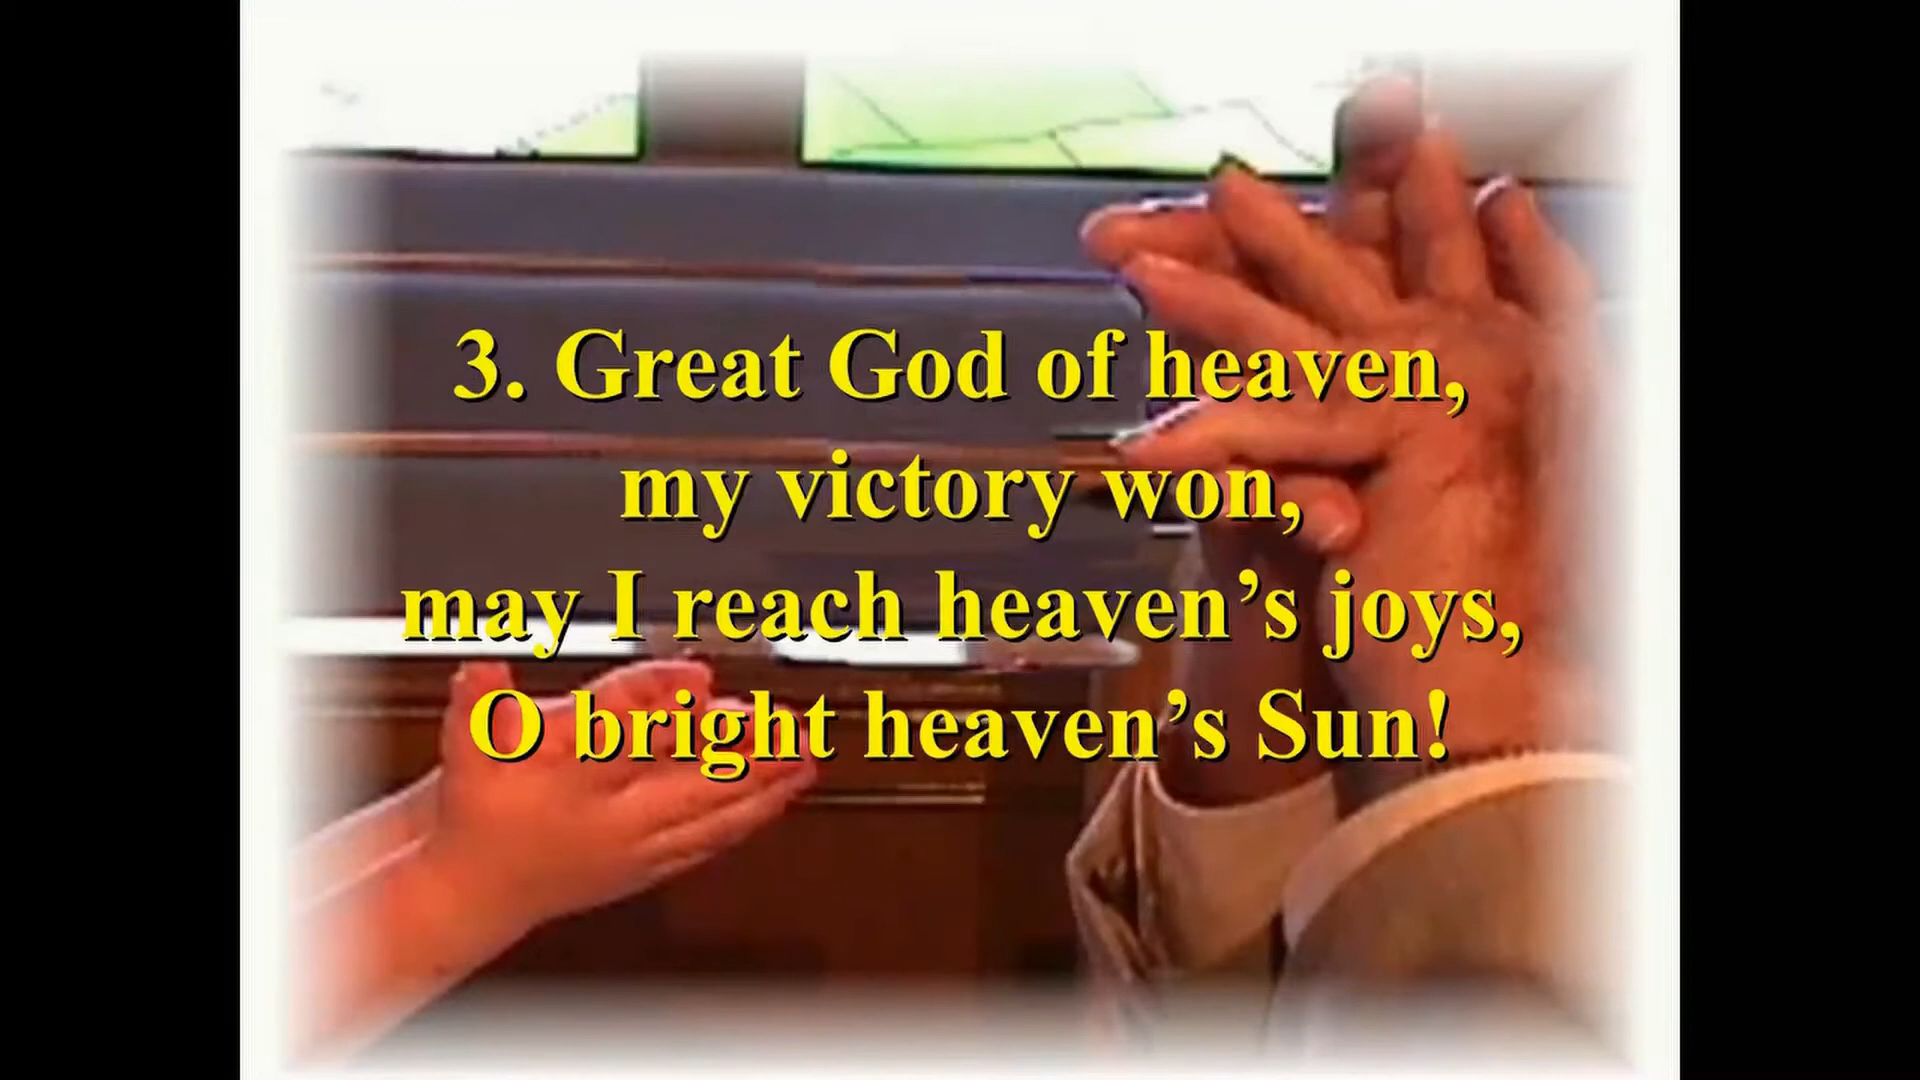 3. Great God of heaven,
my victory won,
may I reach heaven’s joys,
O bright heaven’s Sun!